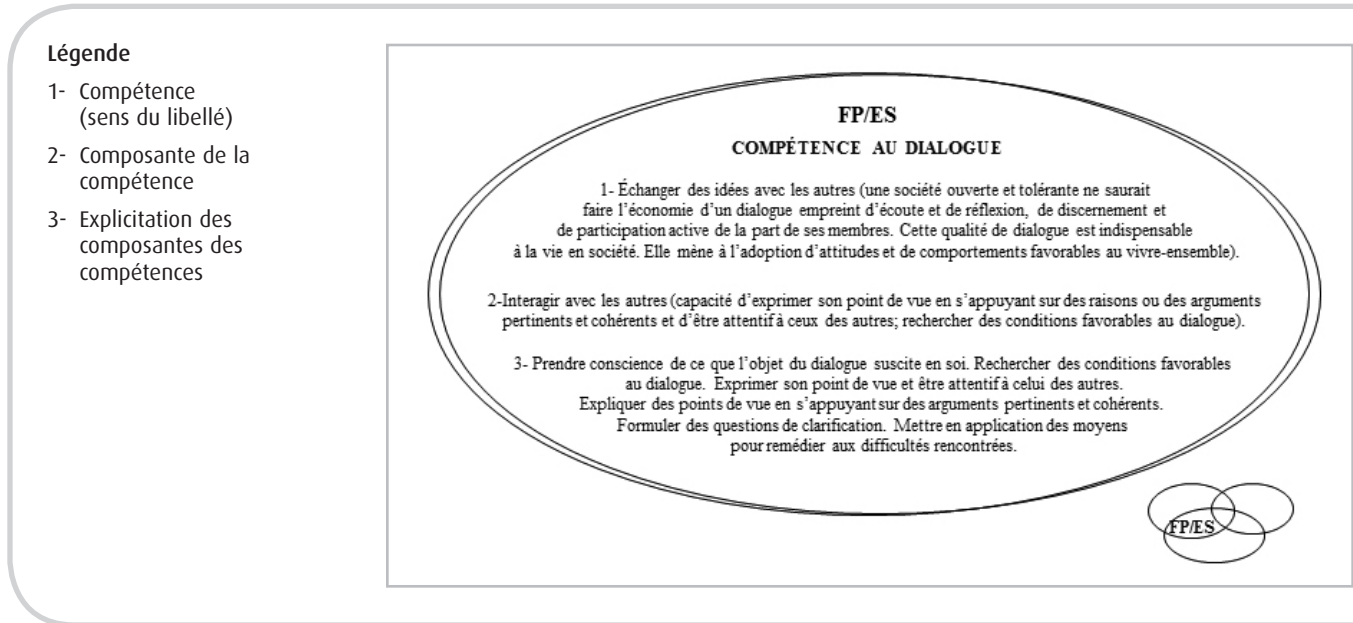 Légende
1- Compétence
(sens du libellé)
2- Composante de la
compétence
3- Explicitation des
composantes des
compétences
FP/ES
COMPÉTENCE AU DIALOGUE
1- Échanger des idées avec les autres (une société ouverte et tolérante ne saurait
faire l'économie d'un dialogue empreint d'écoute et de réflexion, de discernement et
de participation active de la part de ses membres. Cette qualité de dialogue est indispensable
à la vie en société. Elle mène à l'adoption d'attitudes et de comportements favorables au vivre-ensemble).
2-Interagir avec les autres (capacité d'exprimer son point de vue en s'appuyant sur des raisons ou des arguments
pertinents et cohérents et d'être attentif à ceux des autres; rechercher des conditions favorables au dialogue).
3- Prendre conscience de ce que l'objet du dialogue suscite en soi. Rechercher des conditions favorables
au dialogue. Exprimer son point de vue et être attentif à celui des autres.
Expliquer des points de vue en s'appuyant sur des arguments pertinents et cohérents.
Formuler des questions de clarification. Mettre en application des moyens
pour remédier aux difficultés rencontrées.
FP/ES